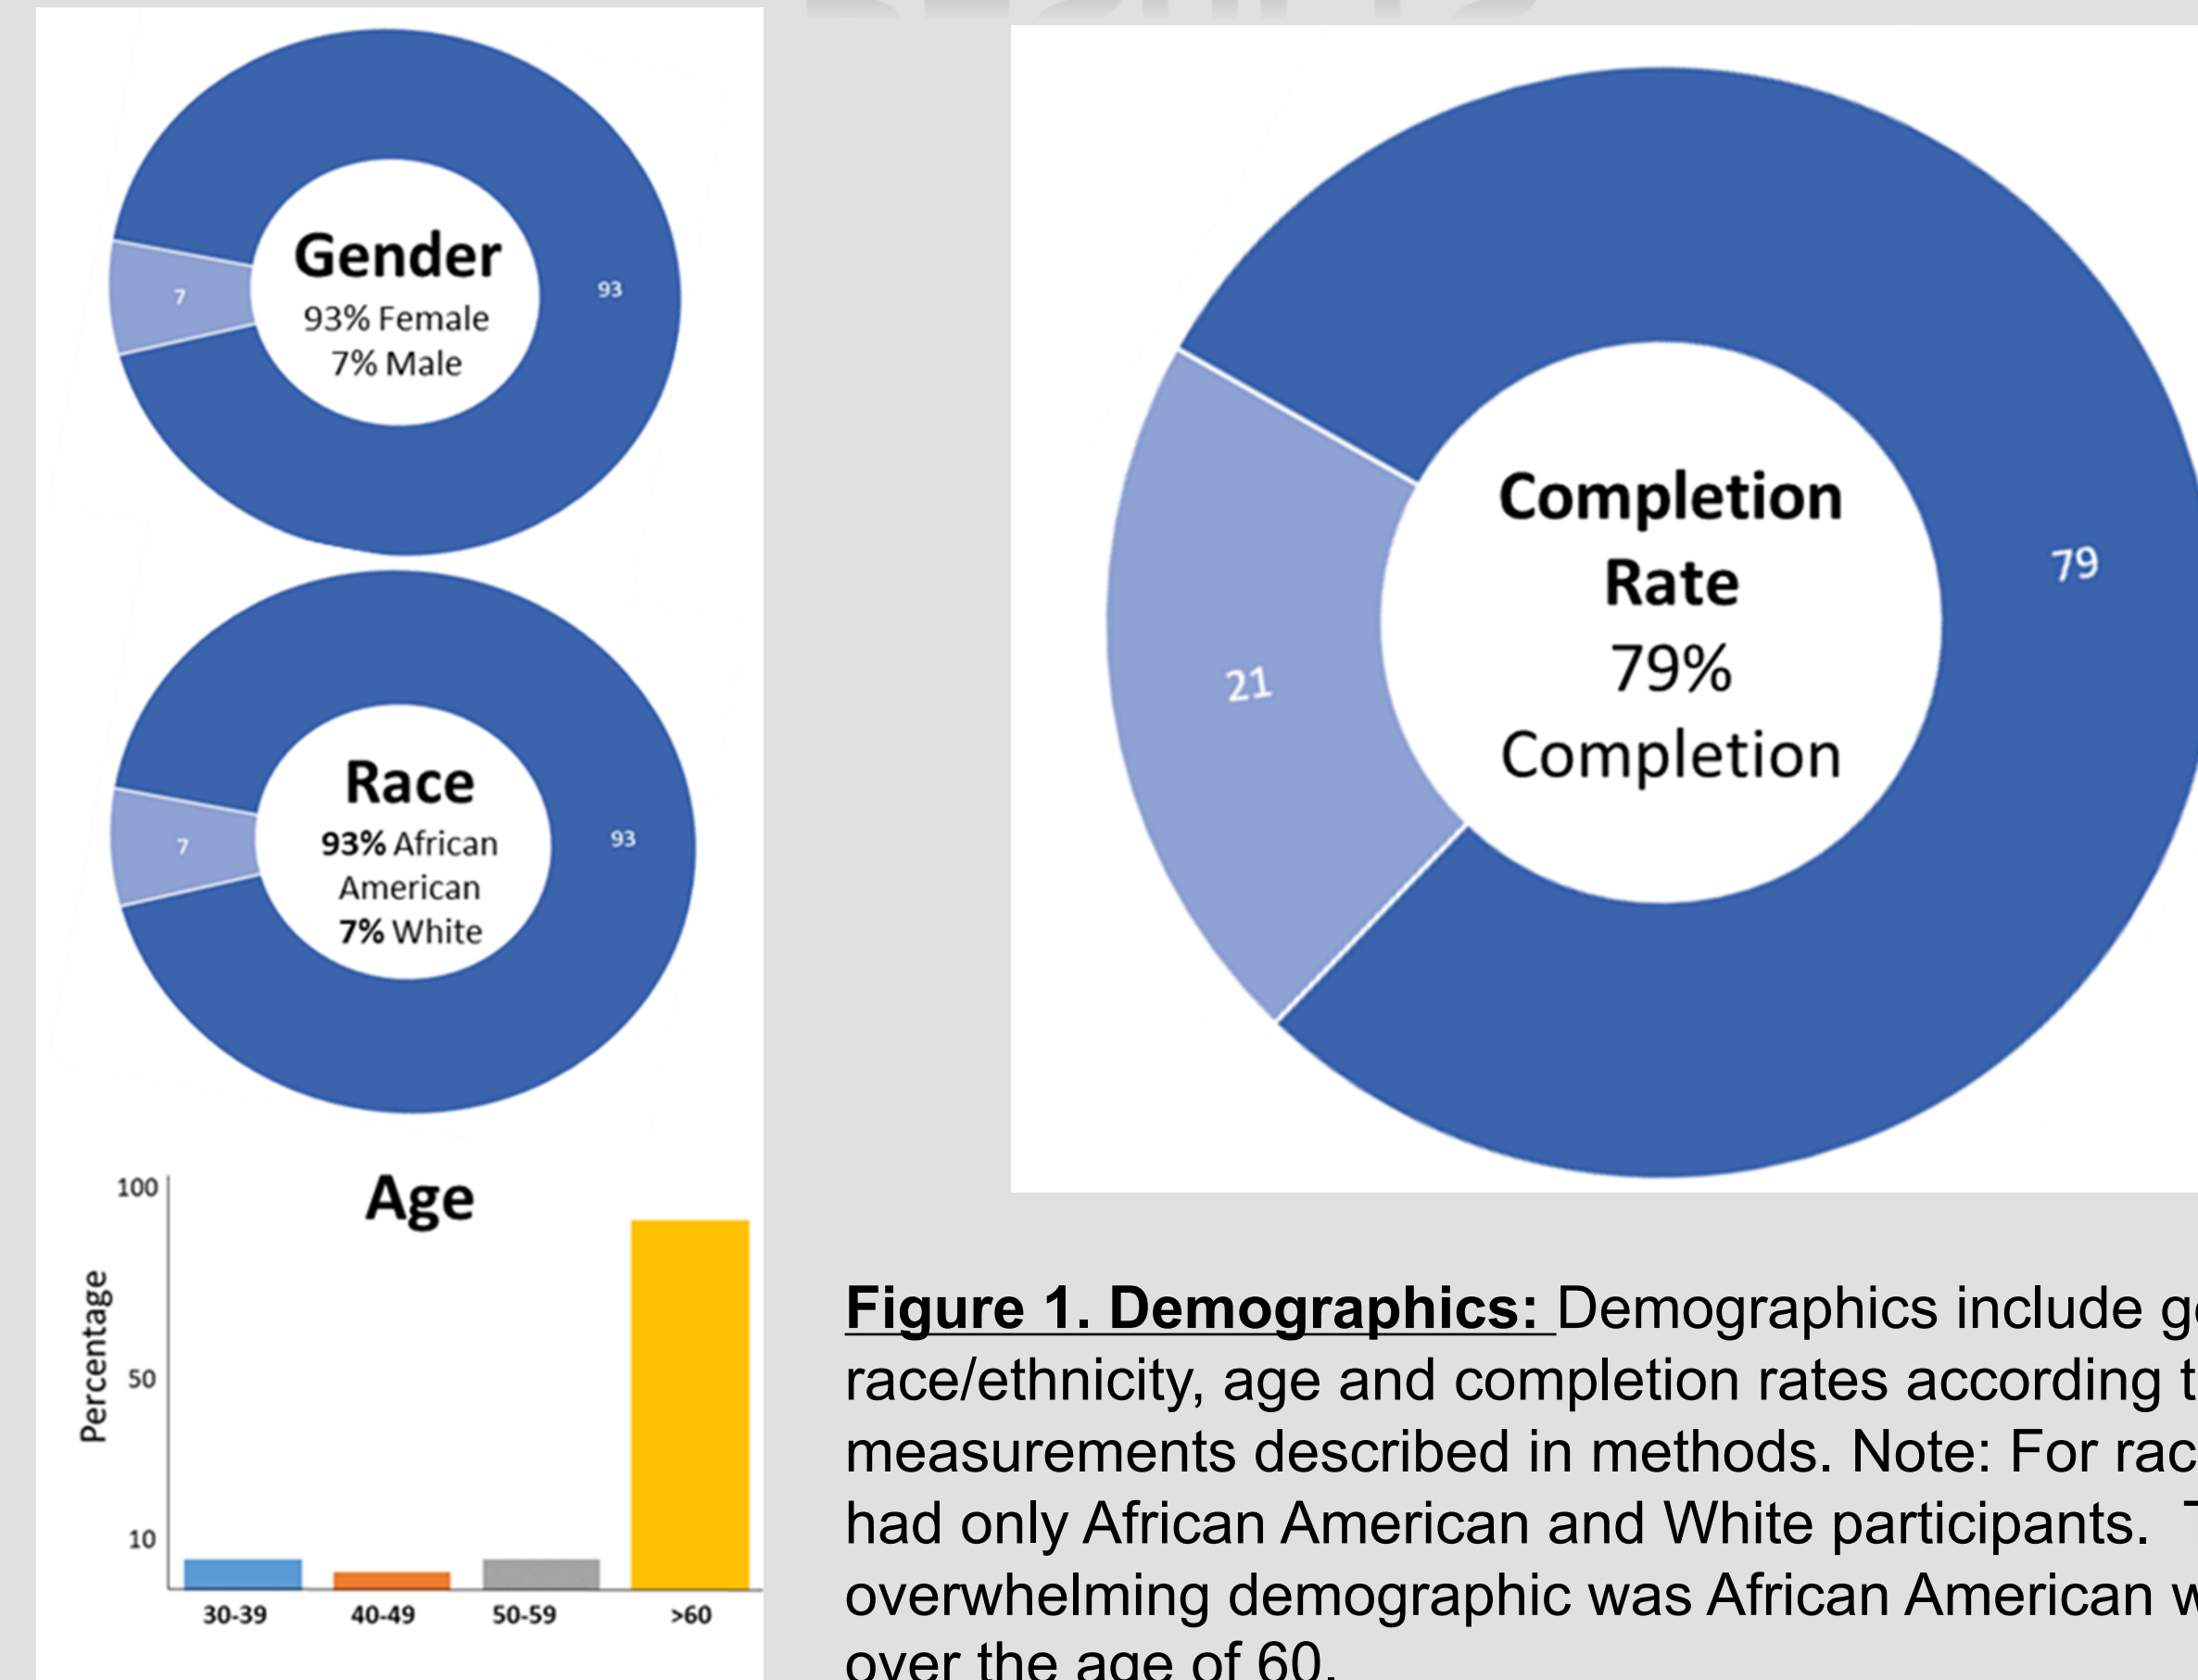 Gender
93% Female
7% Male
7
93
Race
93% African
American
7% White
7
93
Age
100
50
10
Percentage
30-39 40-49 50-59 >60
Completion
Rate
79%
Completion
21
79
Figure 1. Demographics: Demographics include
race/ethnicity, age and completion rates according
measurements described in methods. Note: For
had only African American and White participants.
overwhelming demographic was African American
over the age of 60.